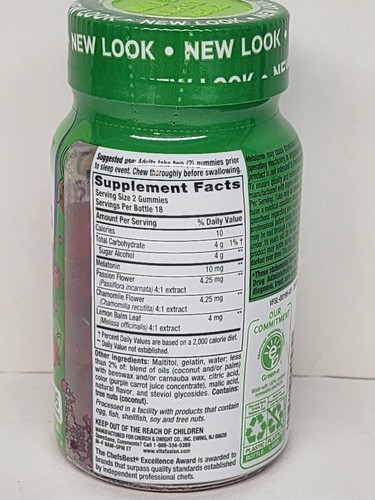 NEW LOOK • NEW LOOK •
NEW LOOK • NE
Suggested use: Adults take two (2) gummies prior
to sleep event. Chew thoroughly before swallowing.
Supplement Facts
Serving Size 2 Gummies
Servings Per Bottle 18
Amount Per Serving % Daily Value
Calories 10
Total Carbohydrate 4 g 1% †
Sugar Alcohol 4 g **
Melatonin 10 mg **
Passion Flower 4.25 mg **
(Passiflora incarnata) 4:1 extract
Chamomile Flower 4.25 mg **
(Chamomilla recutita) 4:1 extract
Lemon Balm Leaf 4 mg **
(Melissa officinalis) 4:1 extract
† Percent Daily Values are based on a 2,000 calorie diet.
** Daily Value not established.
Other Ingredients: Maltitol, gelatin, water; less
than 2% of: blend of oils (coconut and/or palm)
with beeswax and/or carnauba wax, citric acid,
color (purple carrot juice concentrate), malic acid,
natural flavor, and steviol glycosides. Contains:
tree nuts (coconut).
Processed in a facility with products that contain
egg, fish, shellfish, soy and tree nuts.
KEEP OUT OF THE REACH OF CHILDREN
MANUFACTURED FOR CHURCH & DWIGHT CO., INC. EWING, NJ 08628
Questions, Comments? Call 1-888-334-5389
M-F 9AM-5PM ET www.vitafusion.com
The ChefsBest® Excellence Award is awarded to
brands that surpass quality standards established
by independent professional chefs.
OUR
COMMITMENT